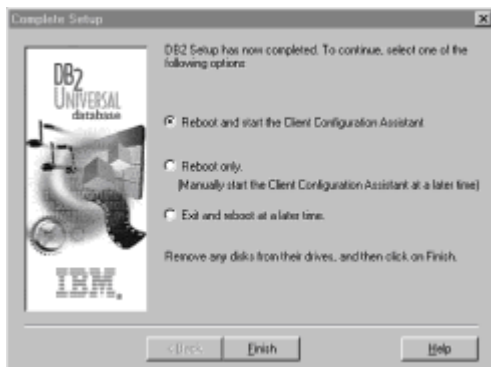 Complete Setup
DB2
UNIVERSAL
database
IBM.
DB2 Setup has now completed. To continue, select one of the
following options:
Reboot and start the Client Configuration Assistant
Reboot only.
(Manually start the Client Configuration Assistant at a later time)
Exit and reboot at a later time.
Remove any disks from their drives, and then click on Finish.
< Back
Finish
Help